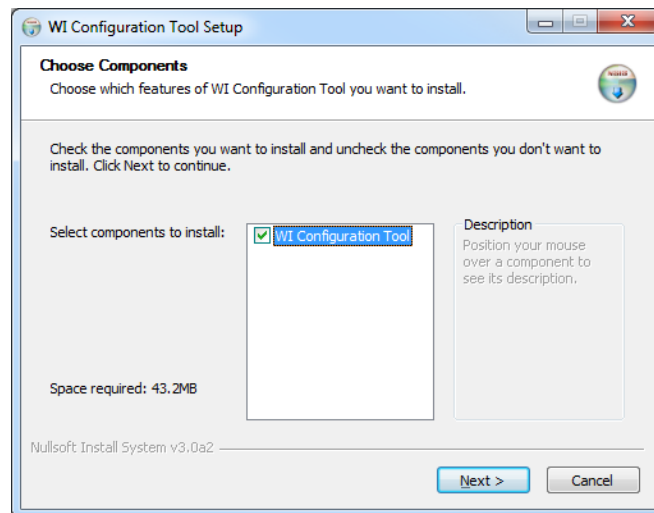 WI Configuration Tool Setup
Choose Components
Choose which features of WI Configuration Tool you want to install.
Check the components you want to install and uncheck the components you don't want to
install. Click Next to continue.
Select components to install:
WI Configuration Tool
Description
Position your mouse
over a component to
see its description.
Space required: 43.2MB
Nullsoft Install System v3.0a2
Next >
Cancel